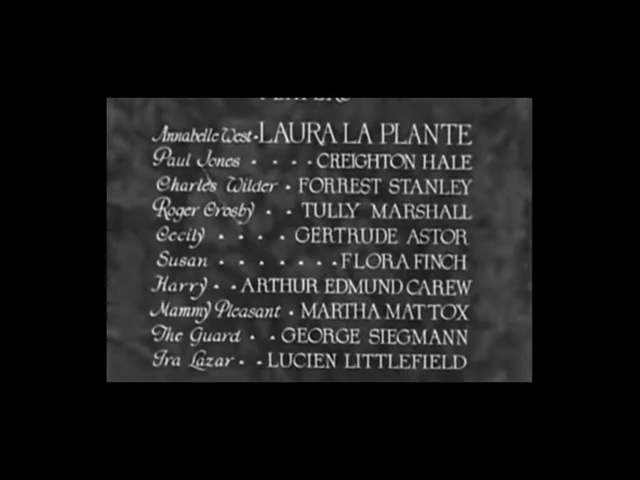 Annabelle West · LAURA LA PLANTE
Paul Jones · · · · CREIGHTON HALE
Charles Wilder · FORREST STANLEY
Roger Crosby · · TULLY MARSHALL
Cecily · · · · GERTRUDE ASTOR
Susan · · · · · · · FLORA FINCH
Harry · · ARTHUR EDMUND CAREW
Mammy Pleasant · MARTHA MATTOX
The Guard · · GEORGE SIEGMANN
Ira Lazar · · LUCIEN LITTLEFIELD